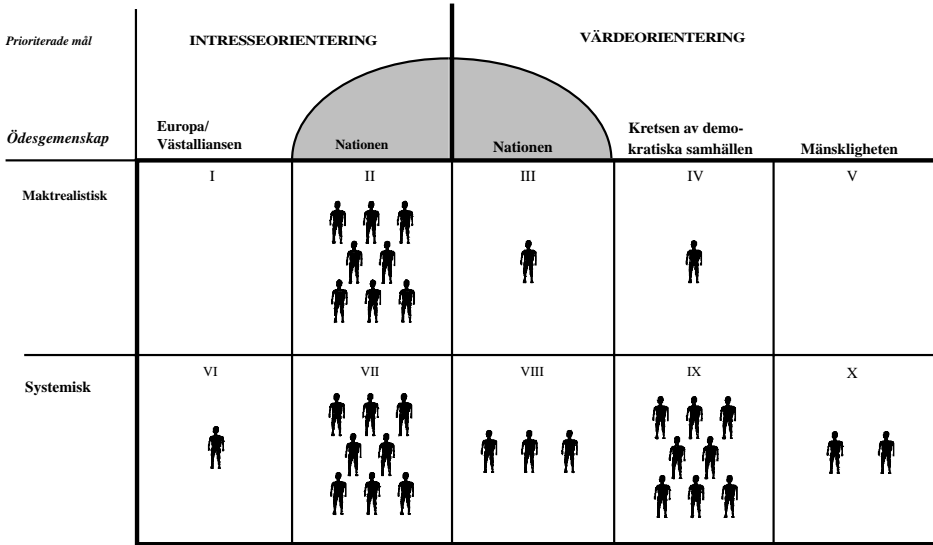 Prioriterade mål
INTRESSEORIENTERING
VÄRDEORIENTERING
Ödesgemenskap
Europa/
Västalliansen
Nationen
Nationen
Kretsen av demo-
kratiska samhällen
Mänskligheten
Maktrealistisk
I
II
III
IV
V
Systemisk
VI
VII
VIII
IX
X